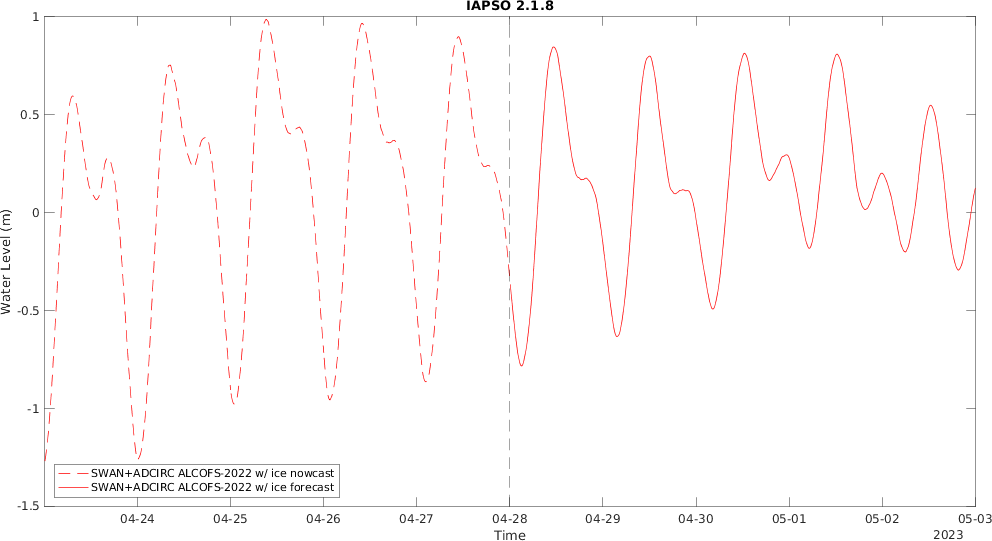 IAPSO 2.1.8
1
0.5
0
-0.5
-1
-1.5
Water Level (m)
SWAN+ADCIRC ALCOFS-2022 w/ ice nowcast
SWAN+ADCIRC ALCOFS-2022 w/ ice forecast
04-24 04-25 04-26 04-27 04-28 04-29 04-30 05-01 05-02 05-03
Time
2023